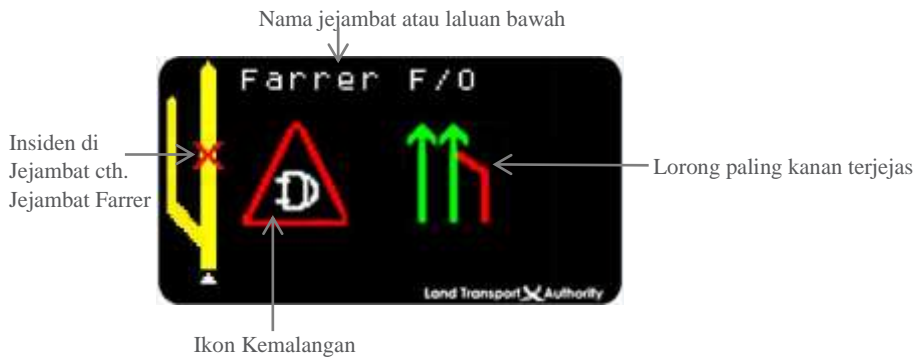 Nama jejambat atau laluan bawah
Farrer F/O
Insiden di
Jejambat cth.
Jejambat Farrer
Lorong paling kanan terjejas
Land Transport Authority
Ikon Kemalangan